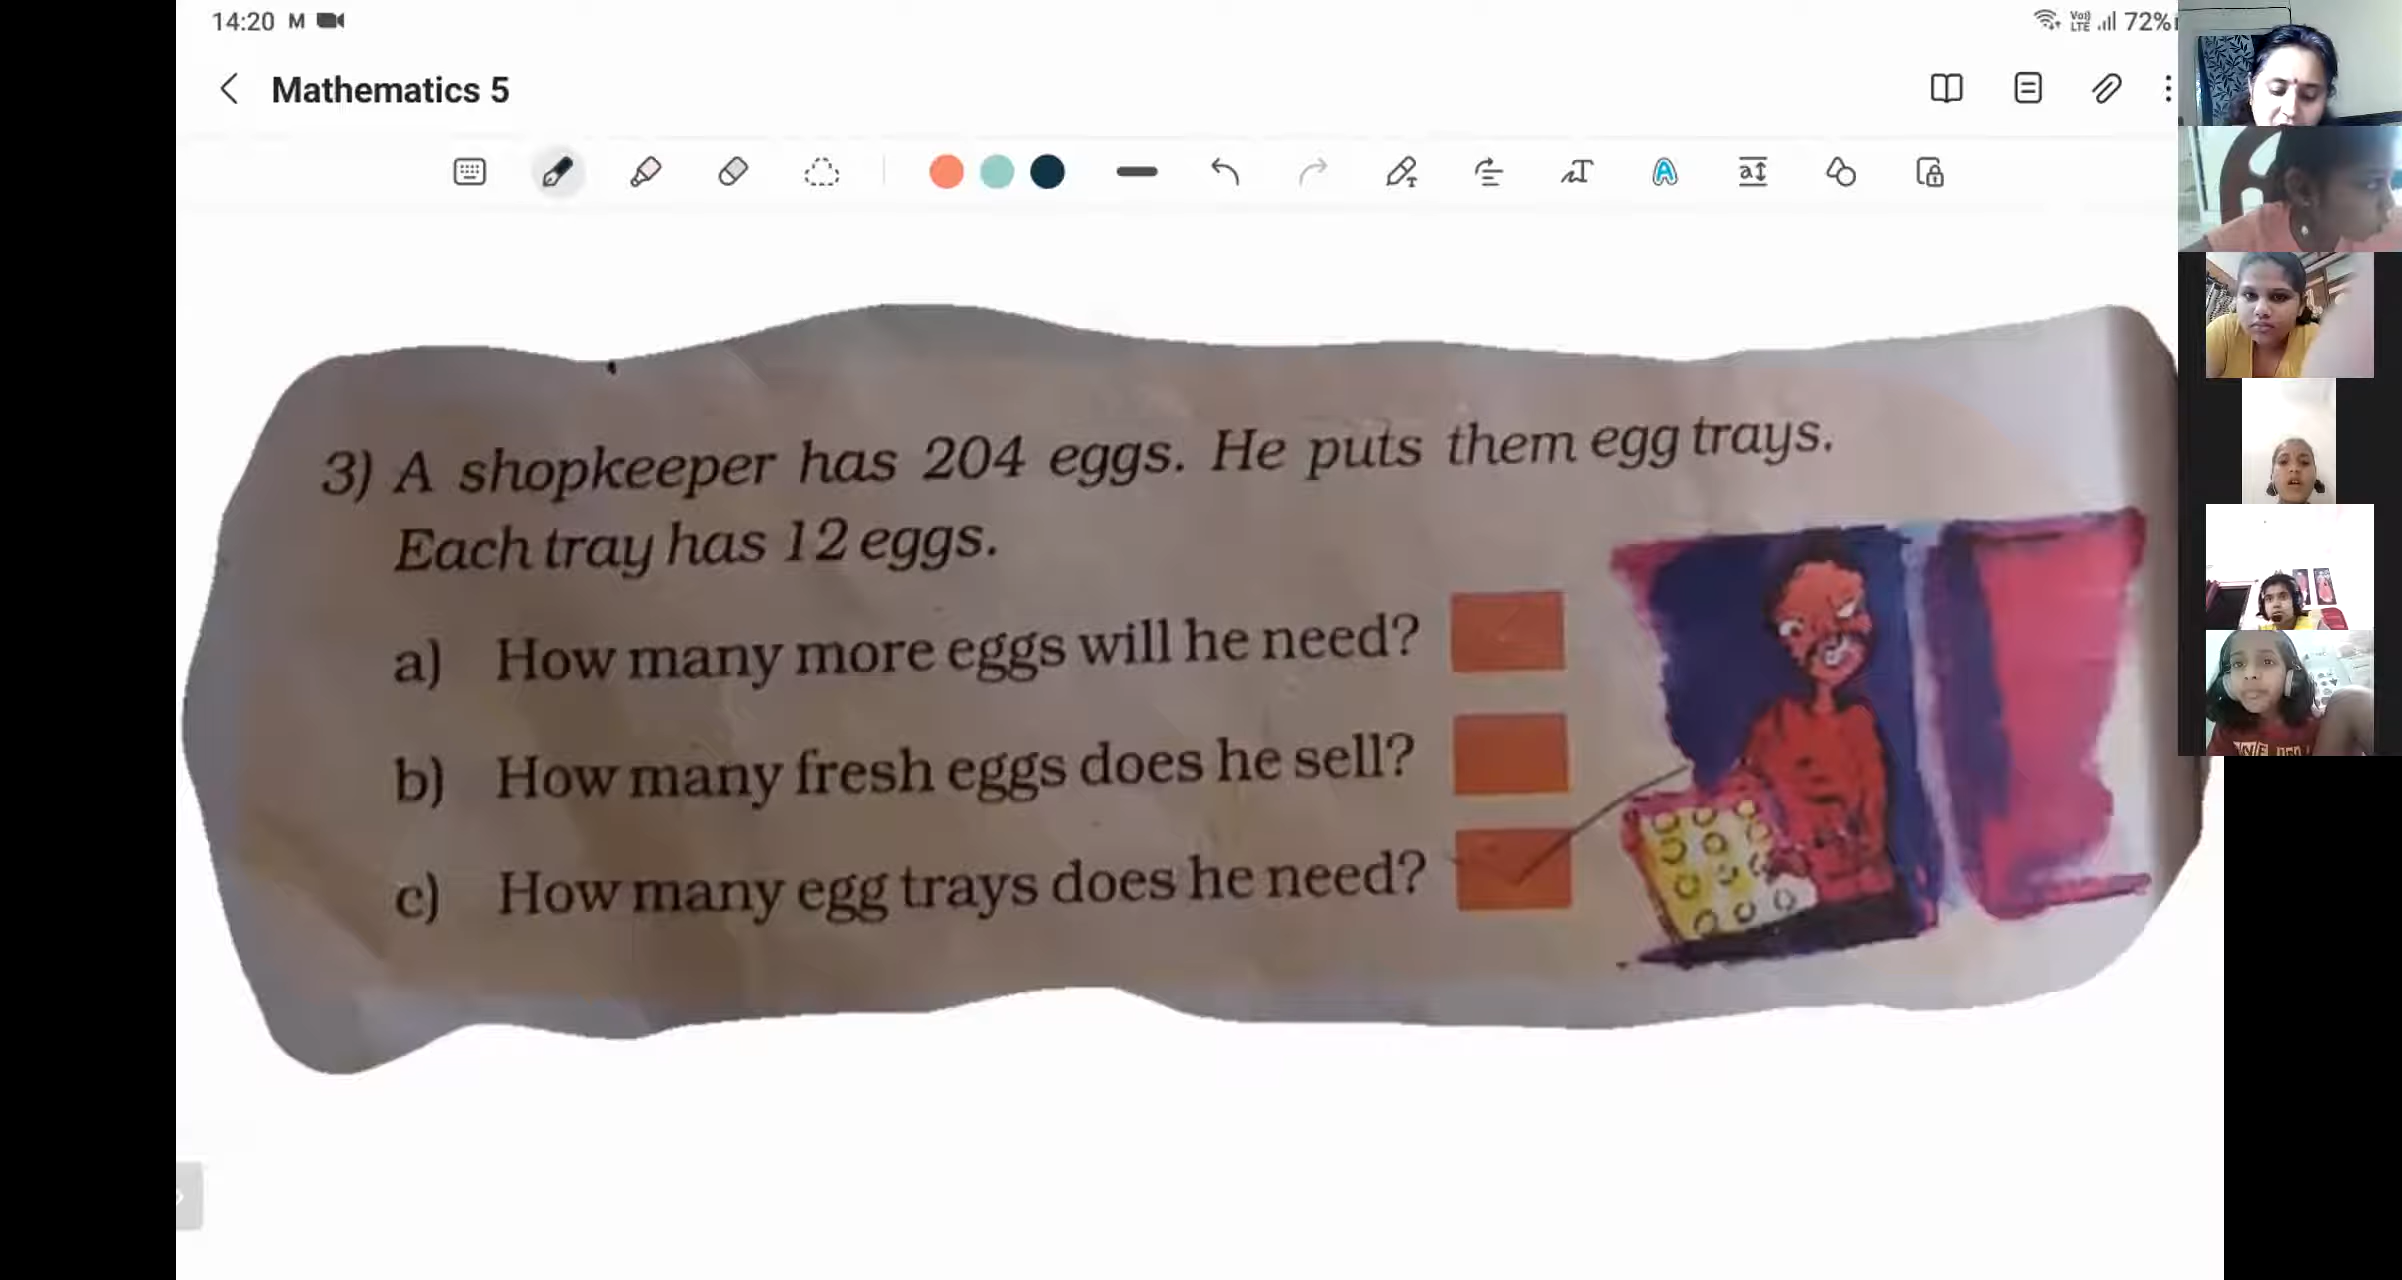 14:20 M
Vo)) LTE 72%
Mathematics 5
3) A shopkeeper has 204 eggs. He puts them egg trays.
Each tray has 12 eggs.
a) How many more eggs will he need?
b) How many fresh eggs does he sell?
c) How many egg trays does he need?